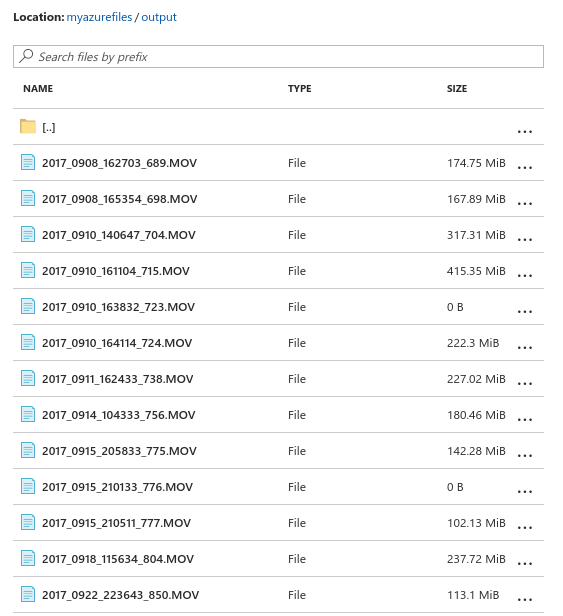 Location: myazurefiles / output
Search files by prefix
NAME TYPE SIZE
[..] ...
2017_0908_162703_689.MOV File 174.75 MiB ...
2017_0908_165354_698.MOV File 167.89 MiB ...
2017_0910_140647_704.MOV File 317.31 MiB ...
2017_0910_161104_715.MOV File 415.35 MiB ...
2017_0910_163832_723.MOV File 0 B ...
2017_0910_164114_724.MOV File 222.3 MiB ...
2017_0911_162433_738.MOV File 227.02 MiB ...
2017_0914_104333_756.MOV File 180.46 MiB ...
2017_0915_205833_775.MOV File 142.28 MiB ...
2017_0915_210133_776.MOV File 0 B ...
2017_0915_210511_777.MOV File 102.13 MiB ...
2017_0918_115634_804.MOV File 237.72 MiB ...
2017_0922_223643_850.MOV File 113.1 MiB ...